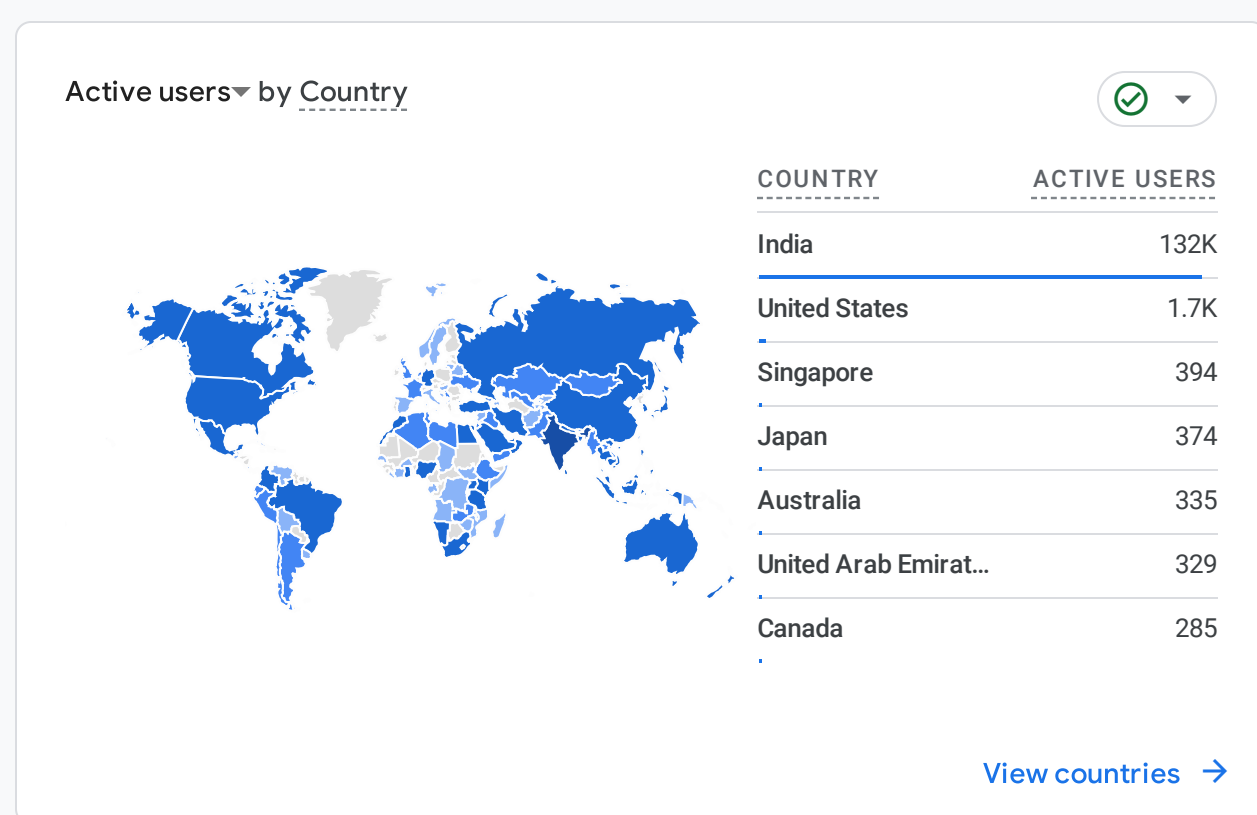 Active users by Country
COUNTRY ACTIVE USERS
India 132K
United States 1.7K
Singapore 394
Japan 374
Australia 335
United Arab Emirat... 329
Canada 285
View countries